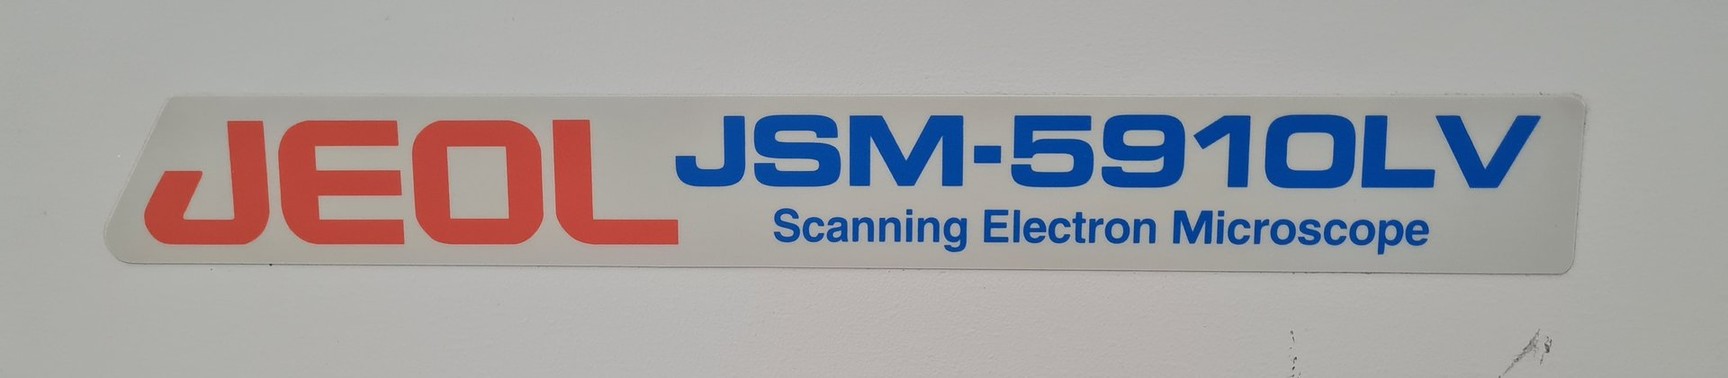 JEOL JSM-5910LV
Scanning Electron Microscope